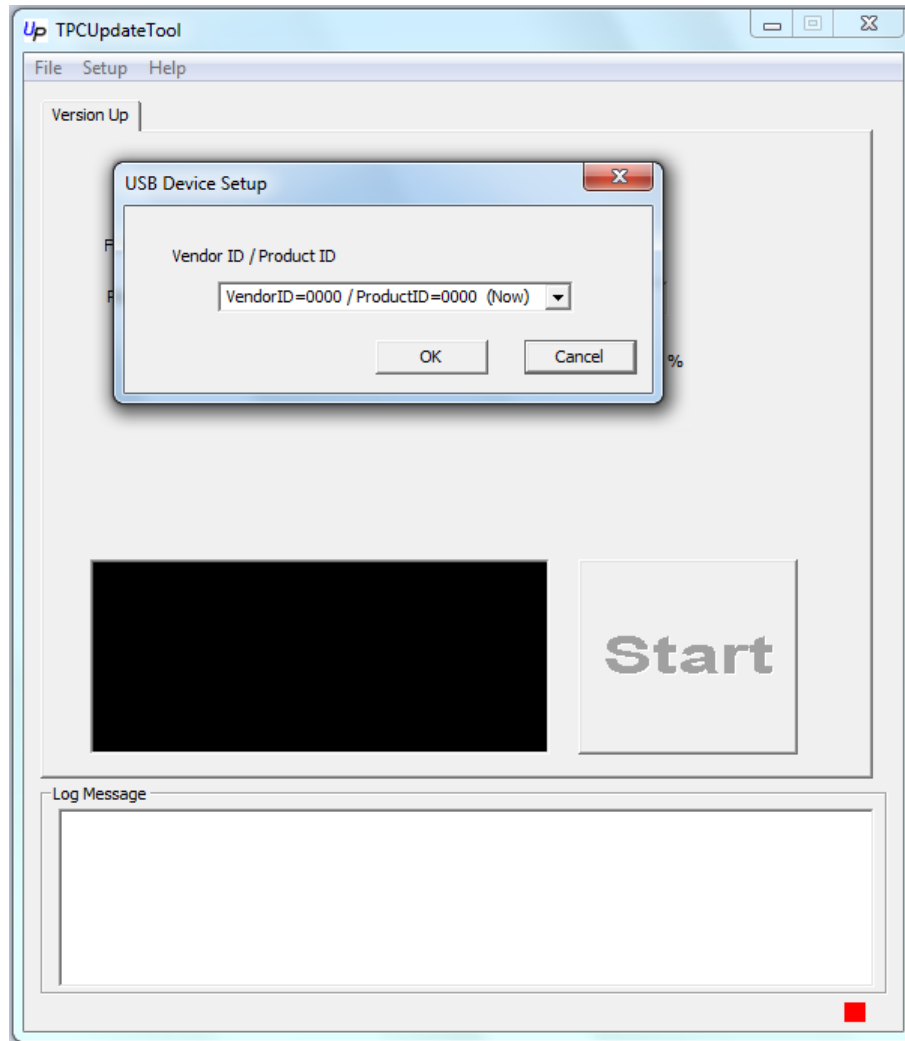 Up TPCUpdateTool
File Setup Help
Version Up
USB Device Setup
Vendor ID / Product ID
VendorID=0000 / ProductID=0000 (Now)
OK Cancel
%
Start
Log Message